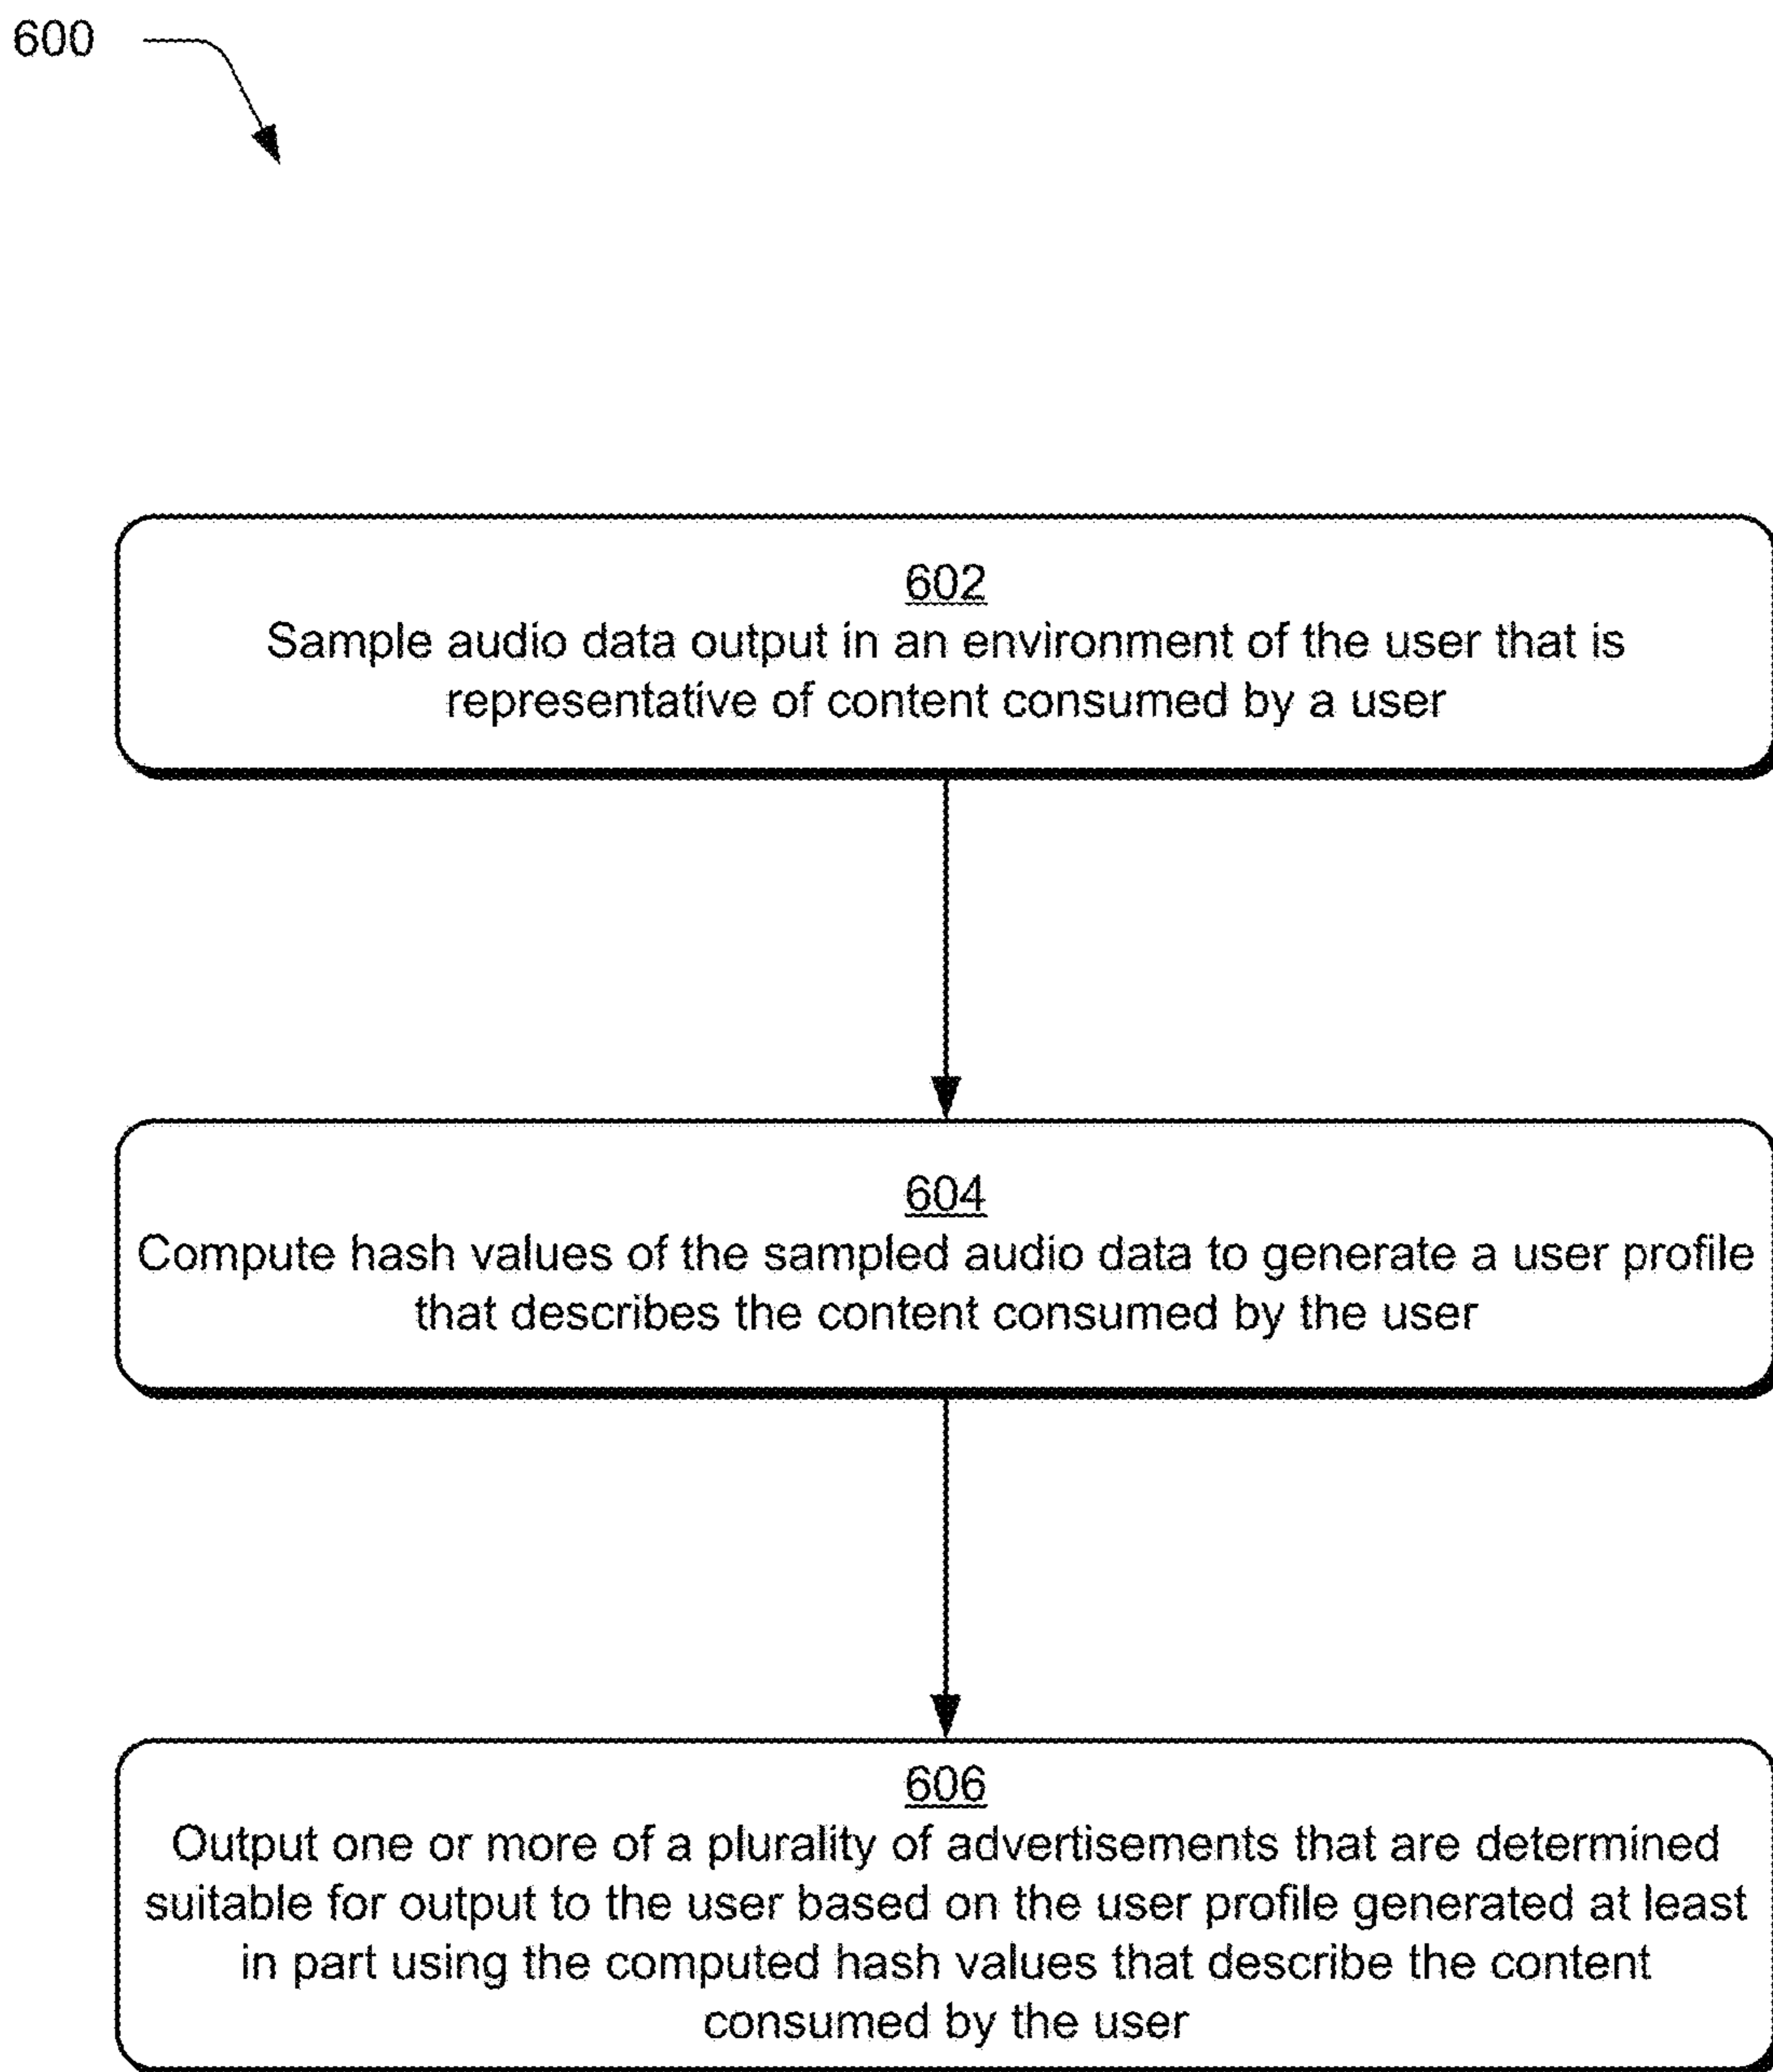 600
602
Sample audio data output in an environment of the user that is
representative of content consumed by a user
604
Compute hash values of the sampled audio data to generate a user profile
that describes the content consumed by the user
606
Output one or more of a plurality of advertisements that are determined
suitable for output to the user based on the user profile generated at least
in part using the computed hash values that describe the content
consumed by the user